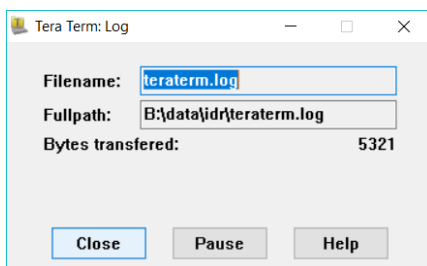 Tera Term: Log
Filename: teraterm.log
Fullpath: B:\data\idr\teraterm.log
Bytes transfered: 5321
Close Pause Help